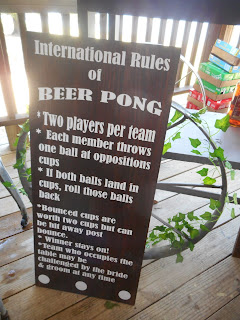 International Rules
of
BEER PONG
*Two players per team
* Each member throws
one ball at oppositions
cups
* If both balls land in
cups, roll those balls
back
*Bounced cups are
worth two cups but can
be hit away post
bounce.
* Winner stays on!
*Team who occupies the
table may be
challenged by the bride
& groom at any time